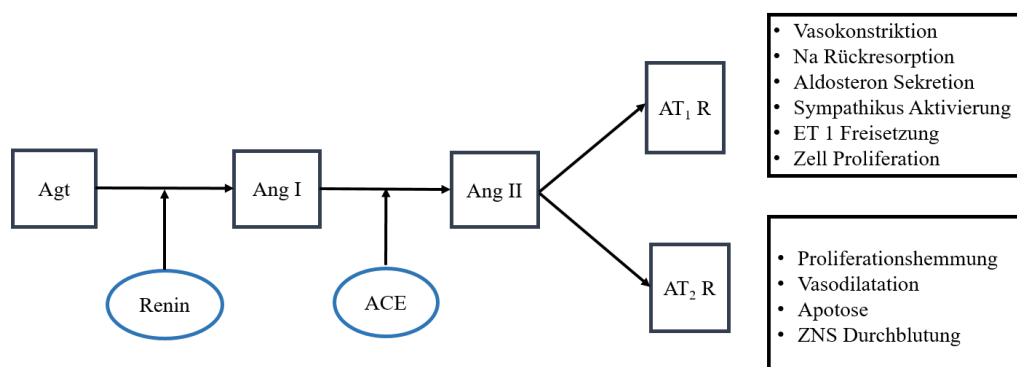 Agt
Renin
Ang I
ACE
Ang II
AT₁ R
AT₂ R
• Vasokonstriktion
• Na Rückresorption
• Aldosteron Sekretion
• Sympathikus Aktivierung
• ET 1 Freisetzung
• Zell Proliferation
• Proliferationshemmung
• Vasodilatation
• Apotose
• ZNS Durchblutung